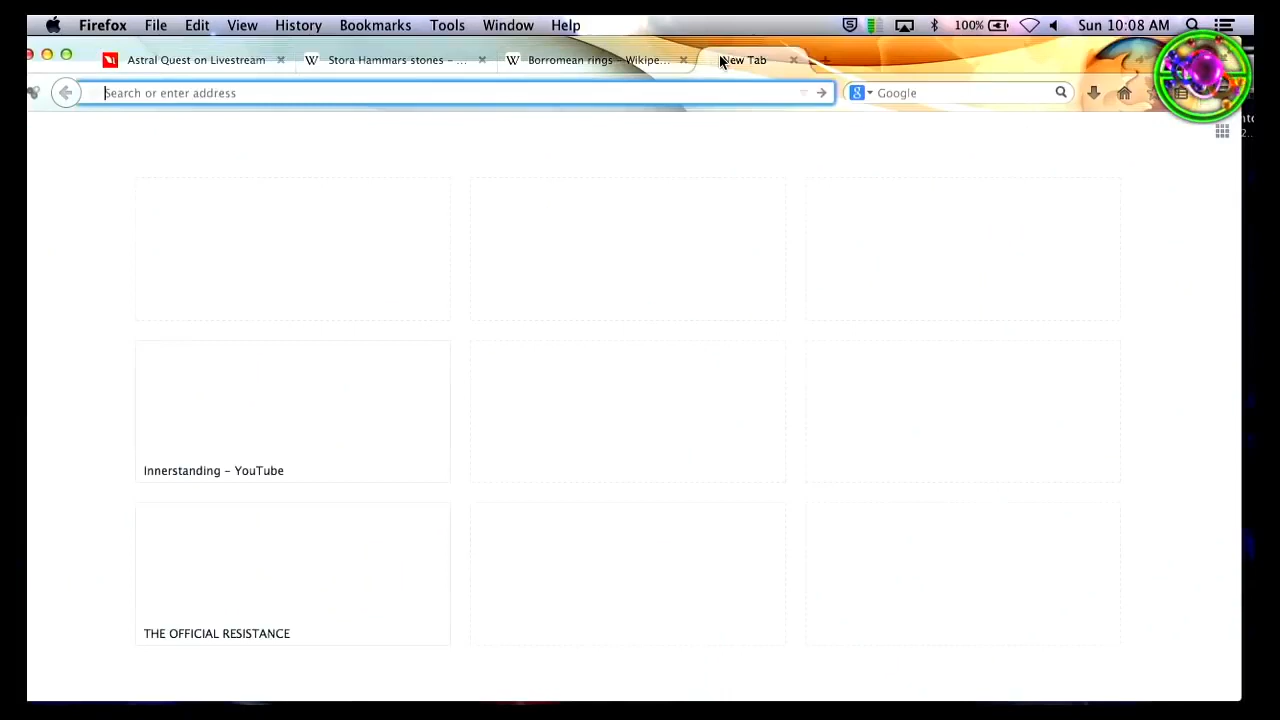 Firefox File Edit View History Bookmarks Tools Window Help 100% Sun 10:08 AM
Astral Quest on Livestream Stora Hammars stones - ... Borromean rings - Wikipe... New Tab
Search or enter address Google
Innerstanding - YouTube
THE OFFICIAL RESISTANCE